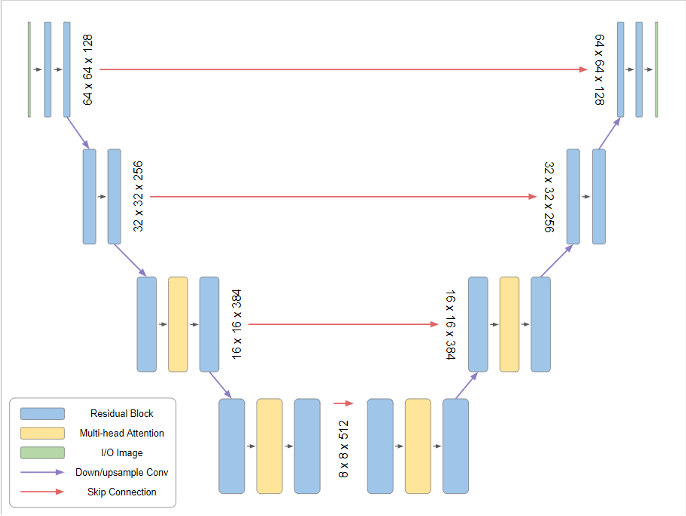 64 x 64 x 128
64 x 64 x 128
32 x 32 x 256
32 x 32 x 256
16 x 16 x 384
16 x 16 x 384
8 x 8 x 512
Residual Block
Multi-head Attention
I/O Image
Down/upsample Conv
Skip Connection